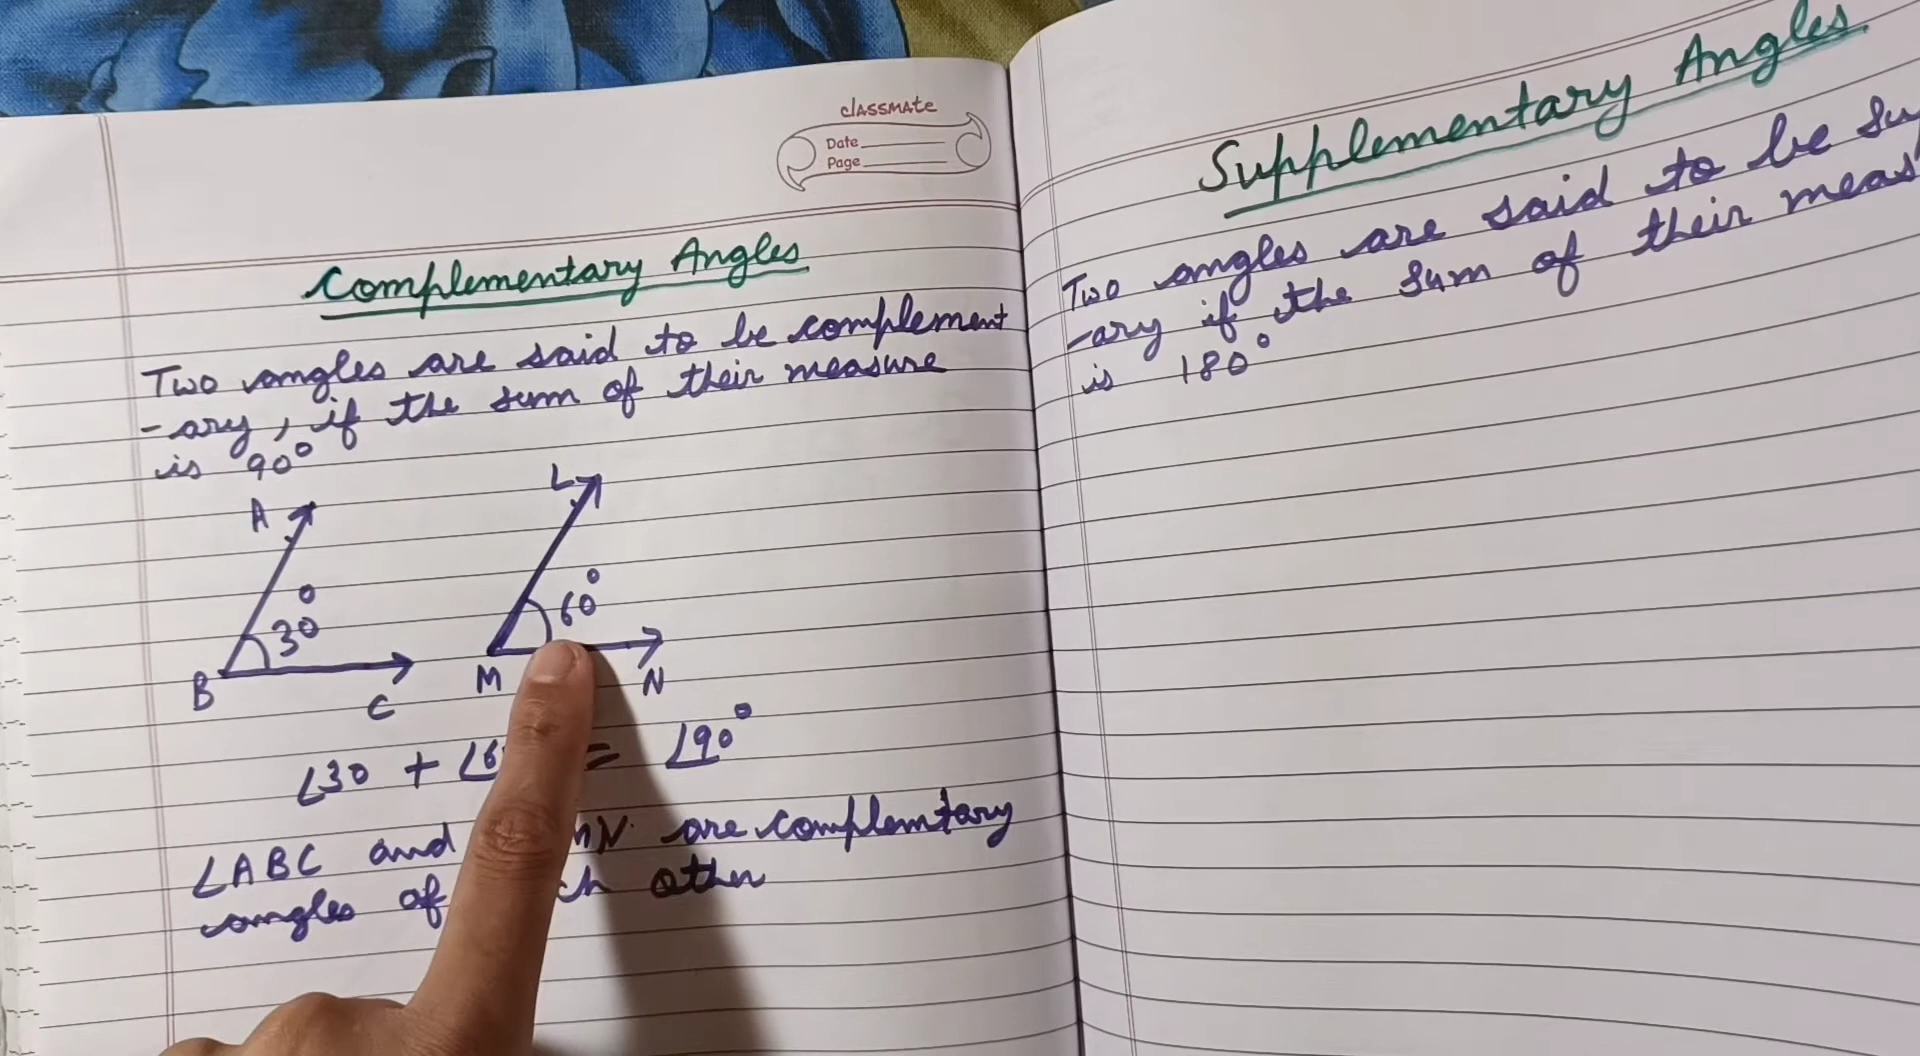 classmate
Date
Page
Complementary Angles
Two angles are said to be complement
-ary, if the sum of their measure
is 90°
A
L
30°
60°
B
C
M
N
∠30 + ∠6 = ∠90°
∠ABC and N. are complemtary
angles of other
Supplementary Angles
Two angles are said to be
-ary if the sum of their
is 180°